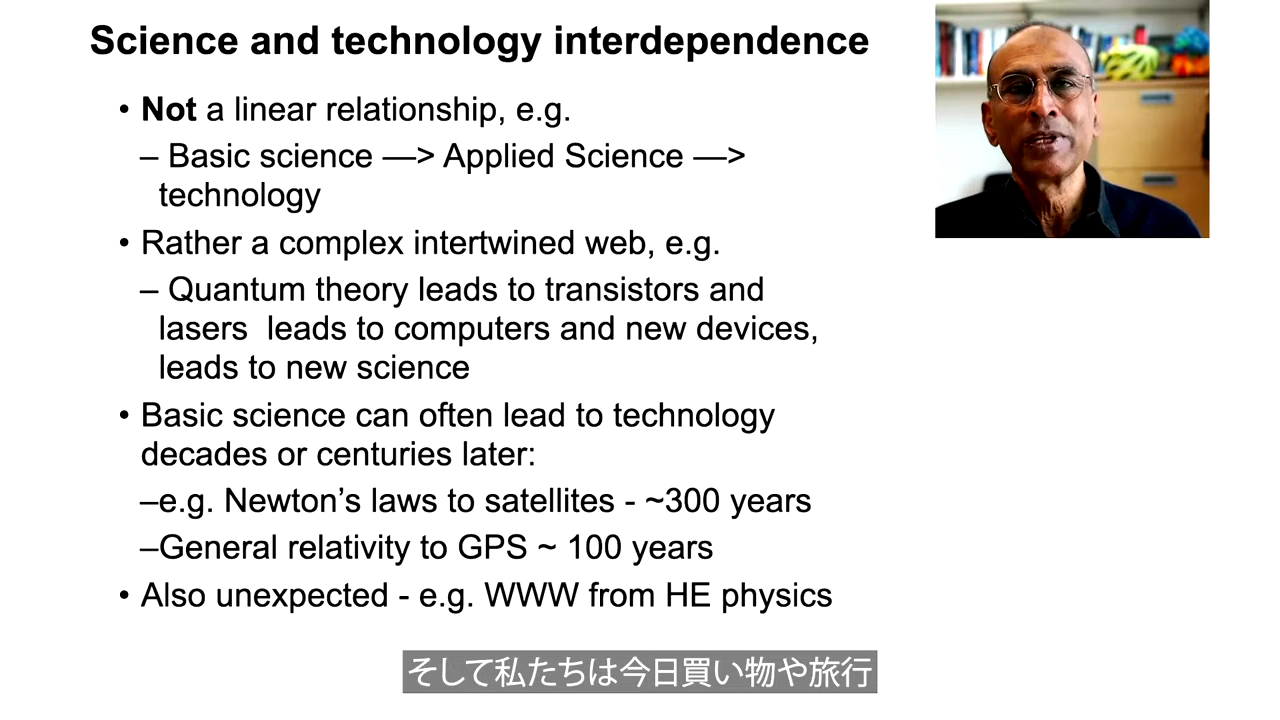 Science and technology interdependence
• Not a linear relationship, e.g.
– Basic science —> Applied Science —>
technology
• Rather a complex intertwined web, e.g.
– Quantum theory leads to transistors and
lasers  leads to computers and new devices,
leads to new science
• Basic science can often lead to technology
decades or centuries later:
–e.g. Newton’s laws to satellites - ~300 years
–General relativity to GPS ~ 100 years
• Also unexpected - e.g. WWW from HE physics
そして私たちは今日買い物や旅行